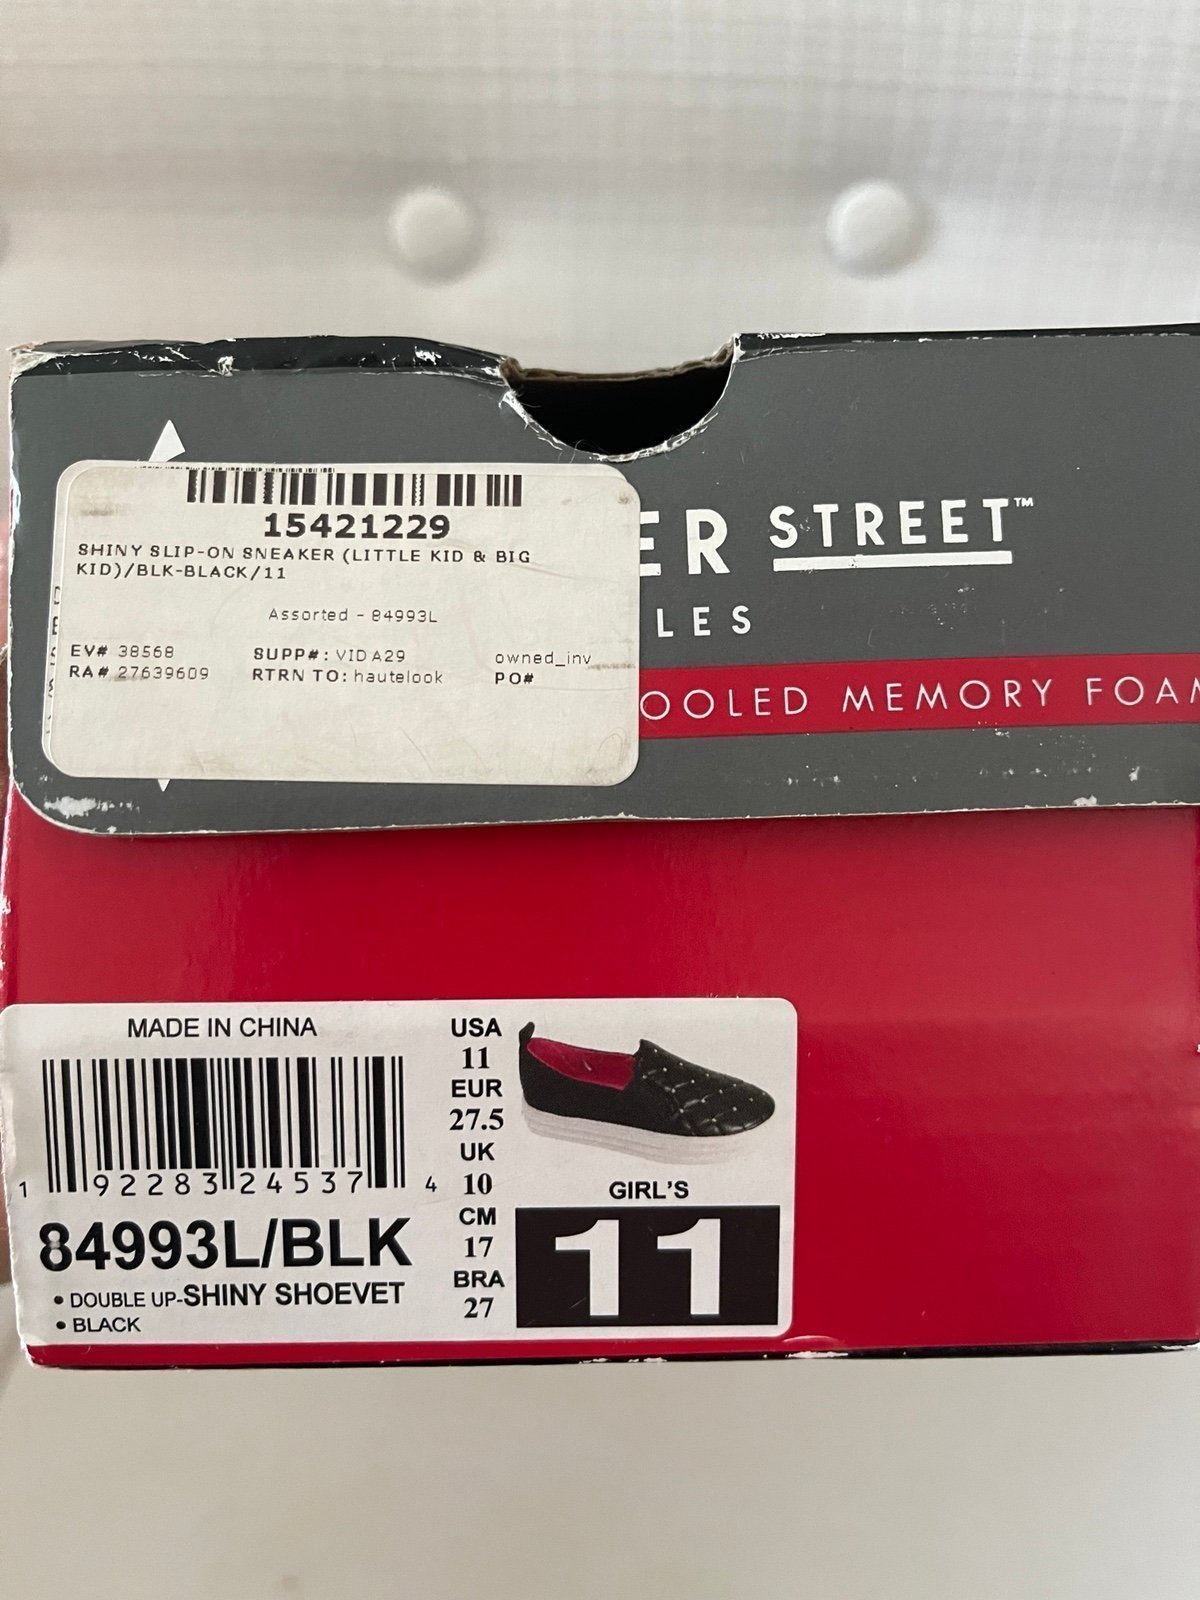 15421229
SHINY SLIP-ON SNEAKER (LITTLE KID & BIG
KID)/BLK-BLACK/11
Assorted - 84993L
EV# 38568 SUPP#: VIDA29 owned_inv
RA# 27639609 RTRN TO: hautelook PO#
ER STREET™
LES
OOLED MEMORY FOAM
MADE IN CHINA
1 92283 24537 4
84993L/BLK
• DOUBLE UP-SHINY SHOEVET
• BLACK
USA
11
EUR
27.5
UK
10
CM
17
BRA
27
GIRL'S
11